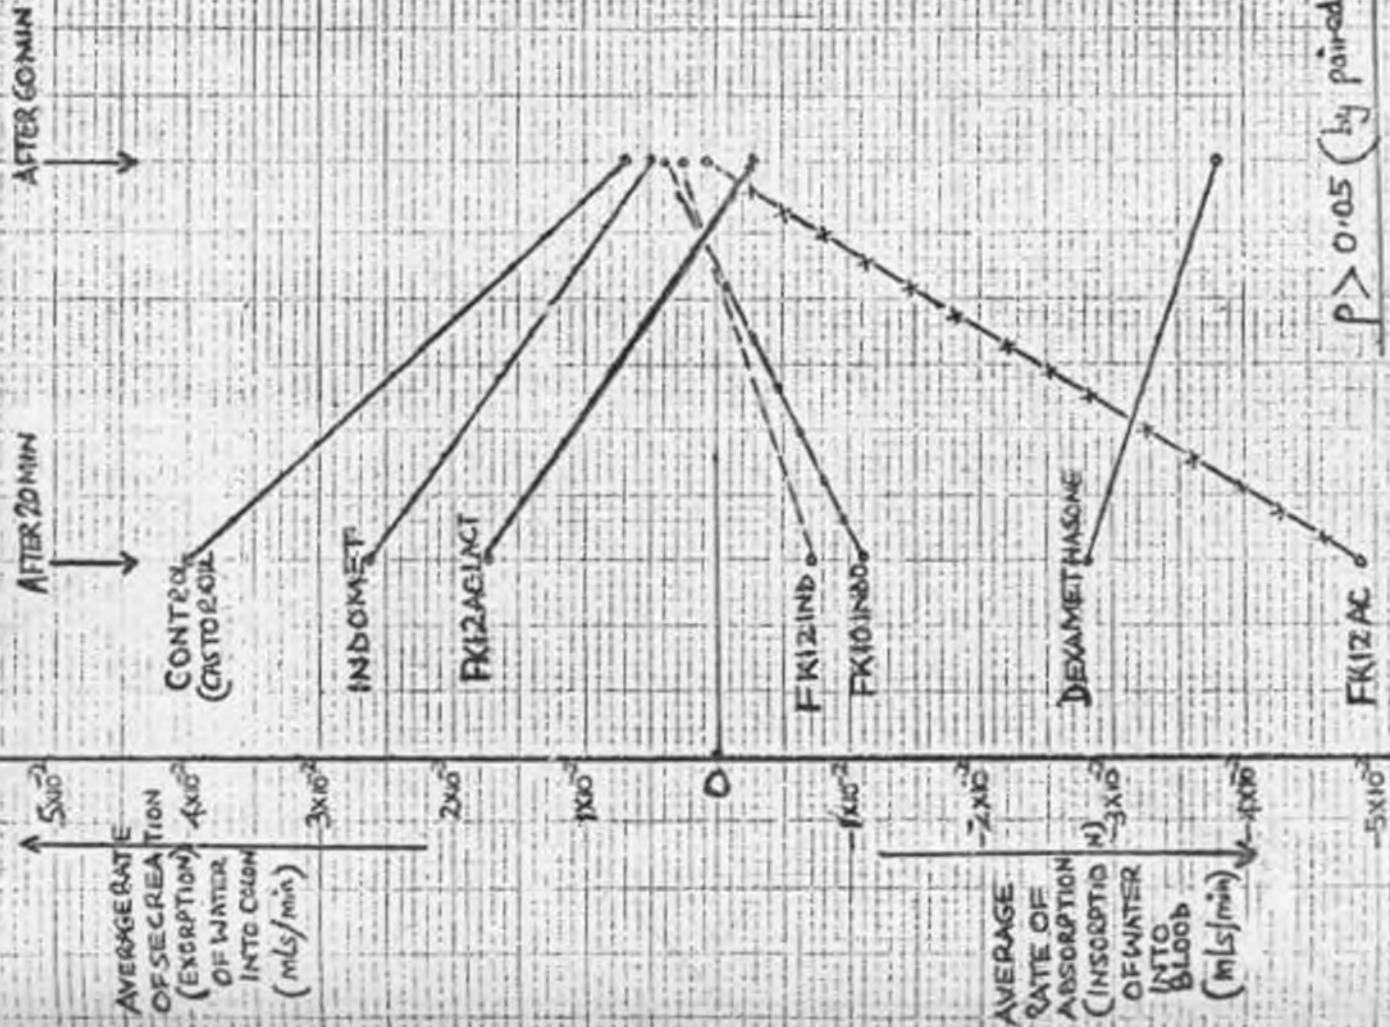 AFTER 20 MIN
AFTER 60 MIN
5x10-2
4x10-2
3x10-2
2x10-2
1x10-2
0
-1x10-2
-2x10-2
-3x10-2
-4x10-2
-5x10-2
AVERAGE RATE
OF SECREATION
(EXORPTION)
OF WATER
INTO COLON
(mls/min)
AVERAGE
RATE OF
ABSORPTION
(INSORPTION)
OF WATER
INTO
BLOOD
(mls/min)
CONTROL
(CASTOR OIL
INDOMET
FK12ACLACT
FK12IND
FK10INDO
DEXAMETHASONE
FK12AC
P > 0.05 (by paired